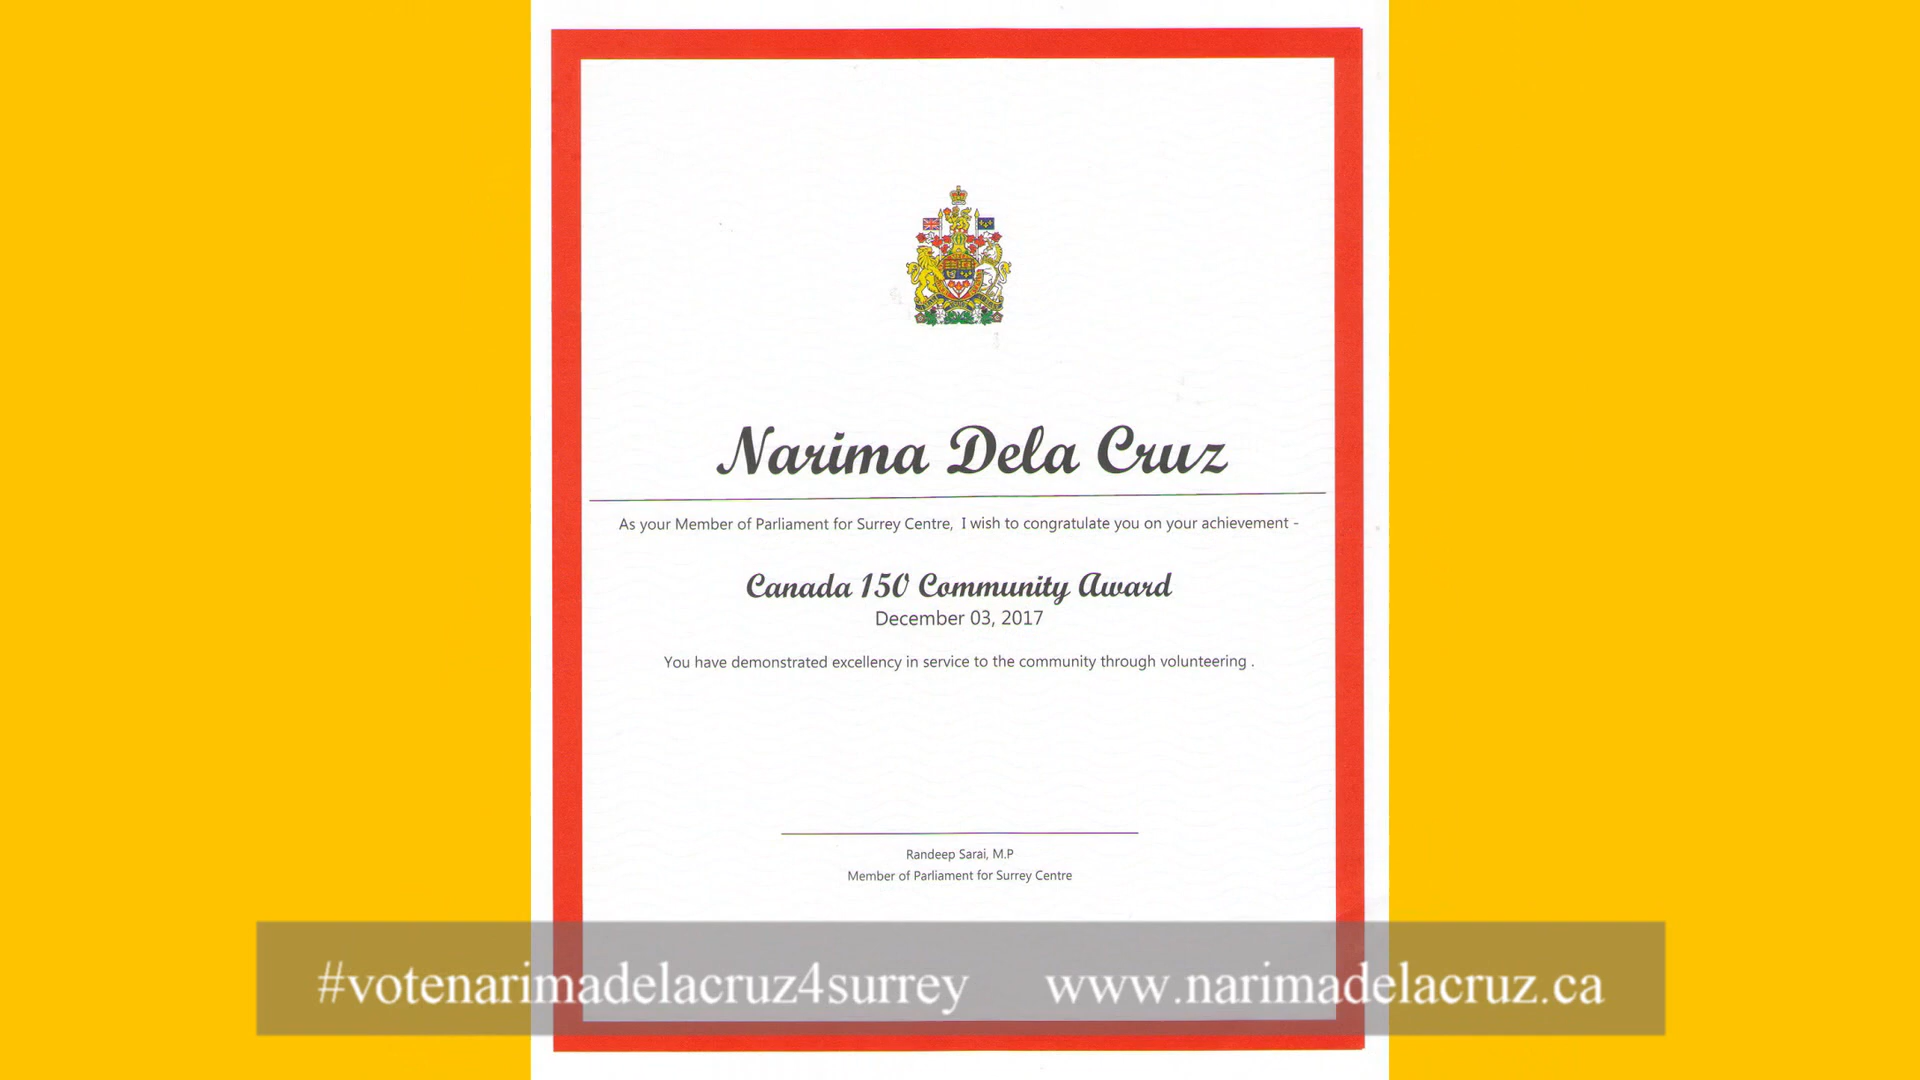 Narima Dela Cruz
As your Member of Parliament for Surrey Centre, I wish to congratulate you on your achievement -
Canada 150 Community Award
December 03, 2017
You have demonstrated excellency in service to the community through volunteering .
Randeep Sarai, M.P
Member of Parliament for Surrey Centre
#votenarimadelacruz4surrey www.narimadelacruz.ca